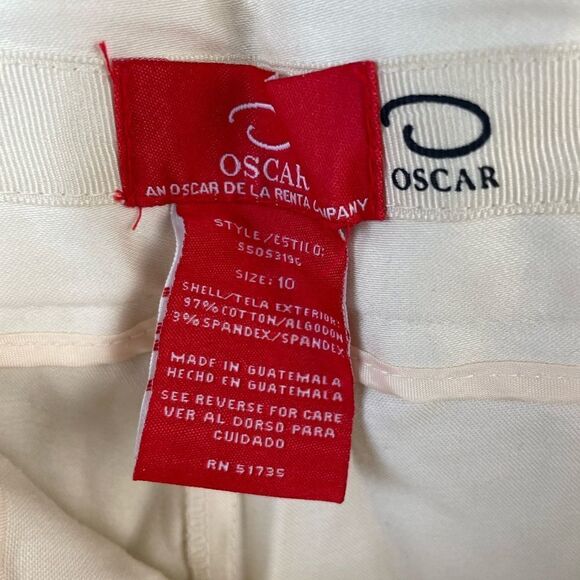 OSCAR
AN OSCAR DE LA RENTA
OSCAR
STYLE/ESTILO:
SIZE: 10
SHELL/TELA EXTERIOR:
97% COTTON/ALGODON
3% SPANDEX/SPANDEX
MADE IN GUATEMALA
HECHO EN GUATEMALA
SEE REVERSE FOR CARE
VER AL DORSO PARA
CUIDADO
RN 51735